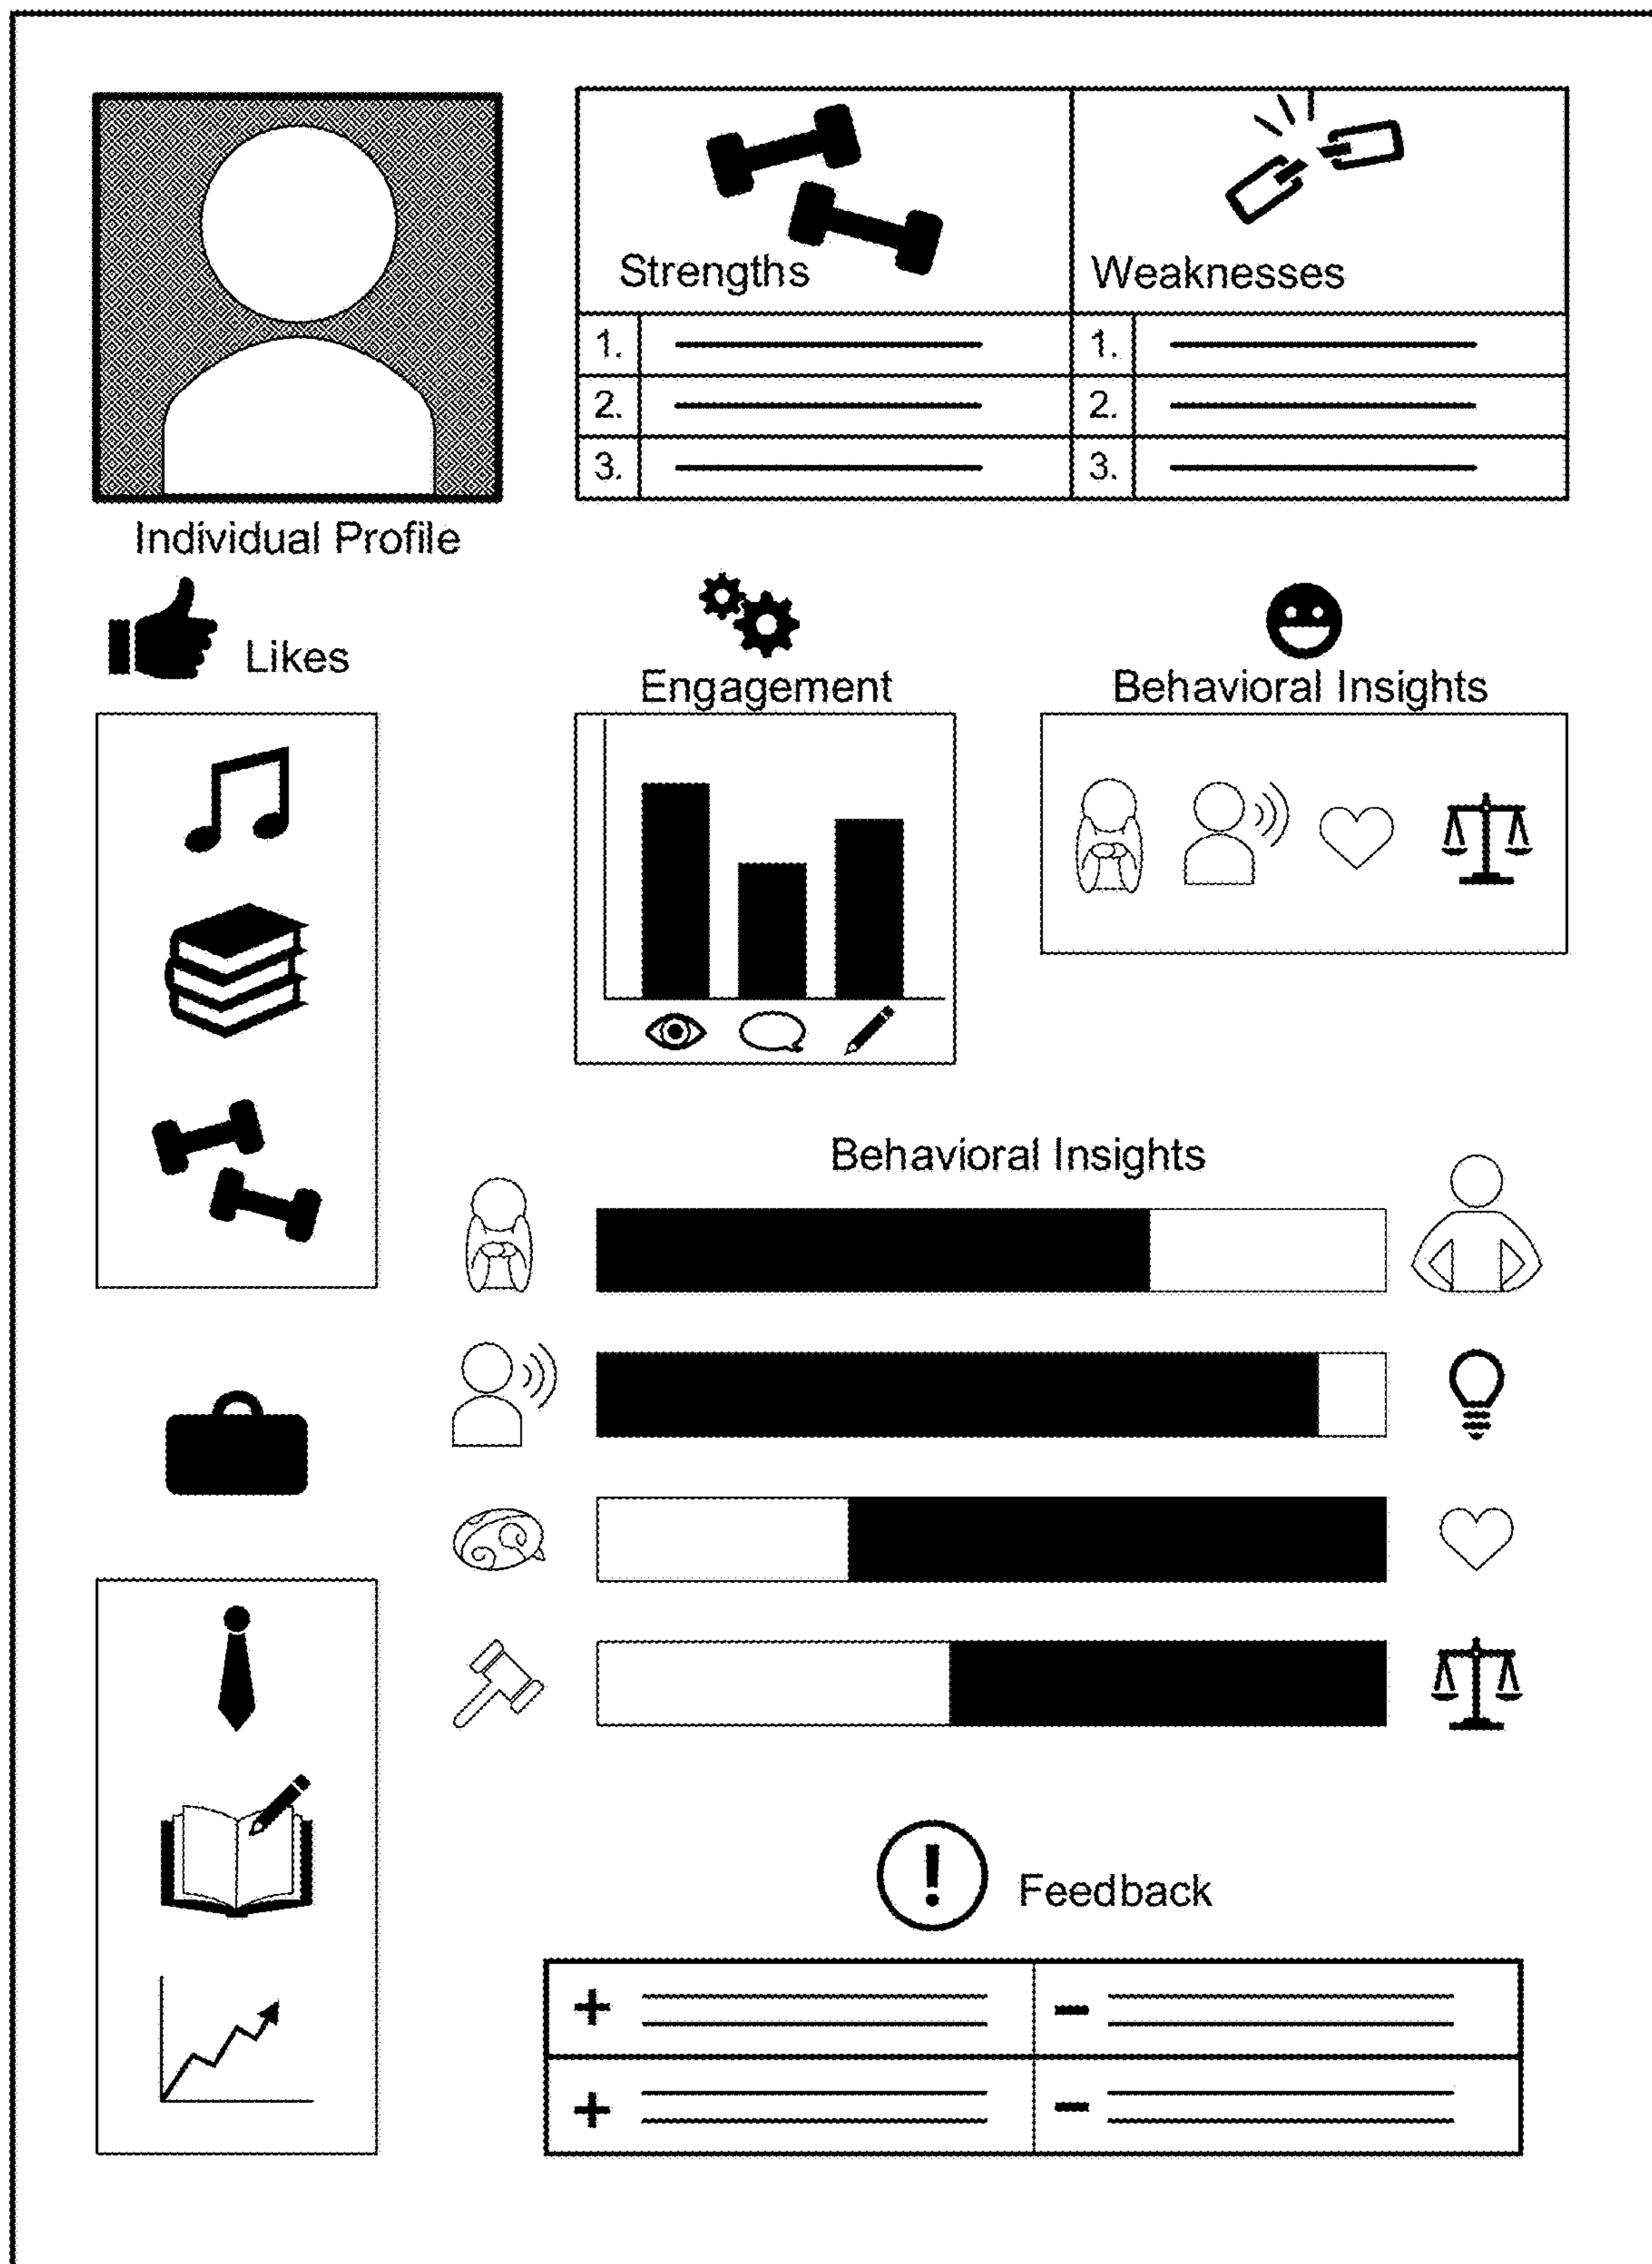 Individual Profile
Strengths
Weaknesses
1.
1.
2.
2.
3.
3.
Likes
Engagement
Behavioral Insights
Behavioral Insights
! Feedback
+
−
+
−